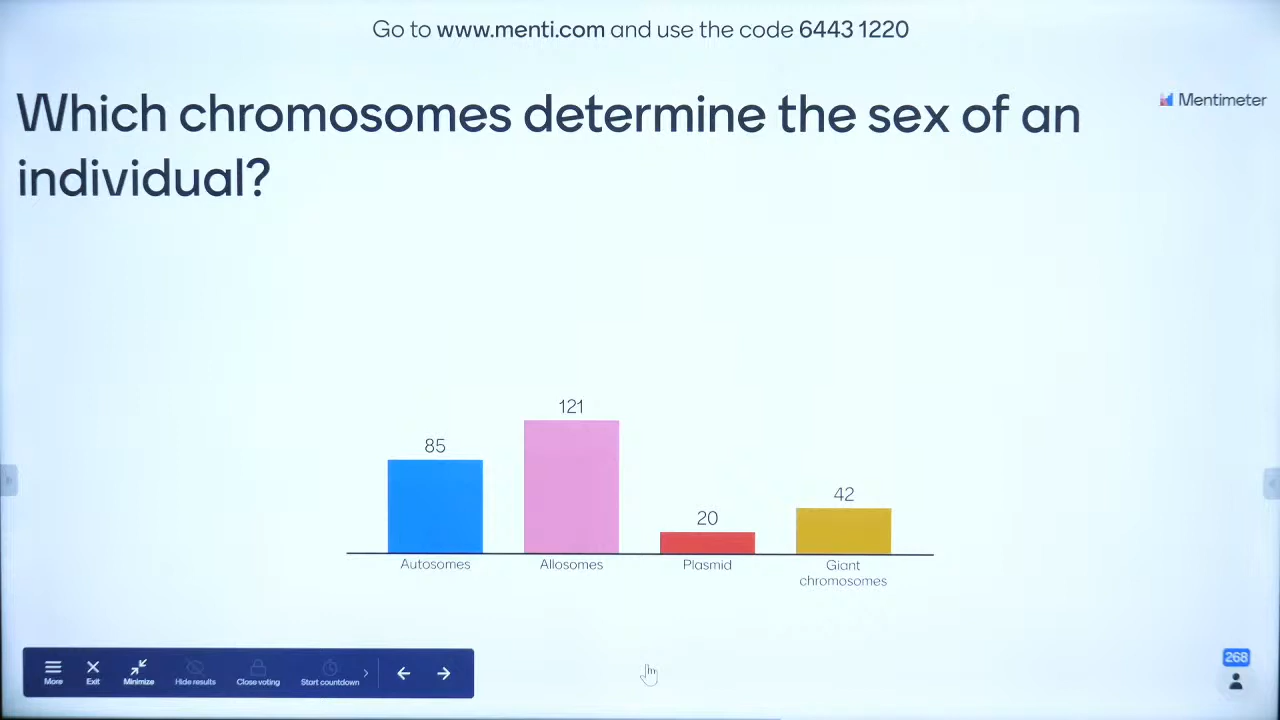 Go to www.menti.com and use the code 6443 1220
Which chromosomes determine the sex of an
individual?
Mentimeter
121
85
42
20
Autosomes
Allosomes
Plasmid
Giant
chromosomes
More
Exit
Minimize
Hide results
Close voting
Start countdown
268